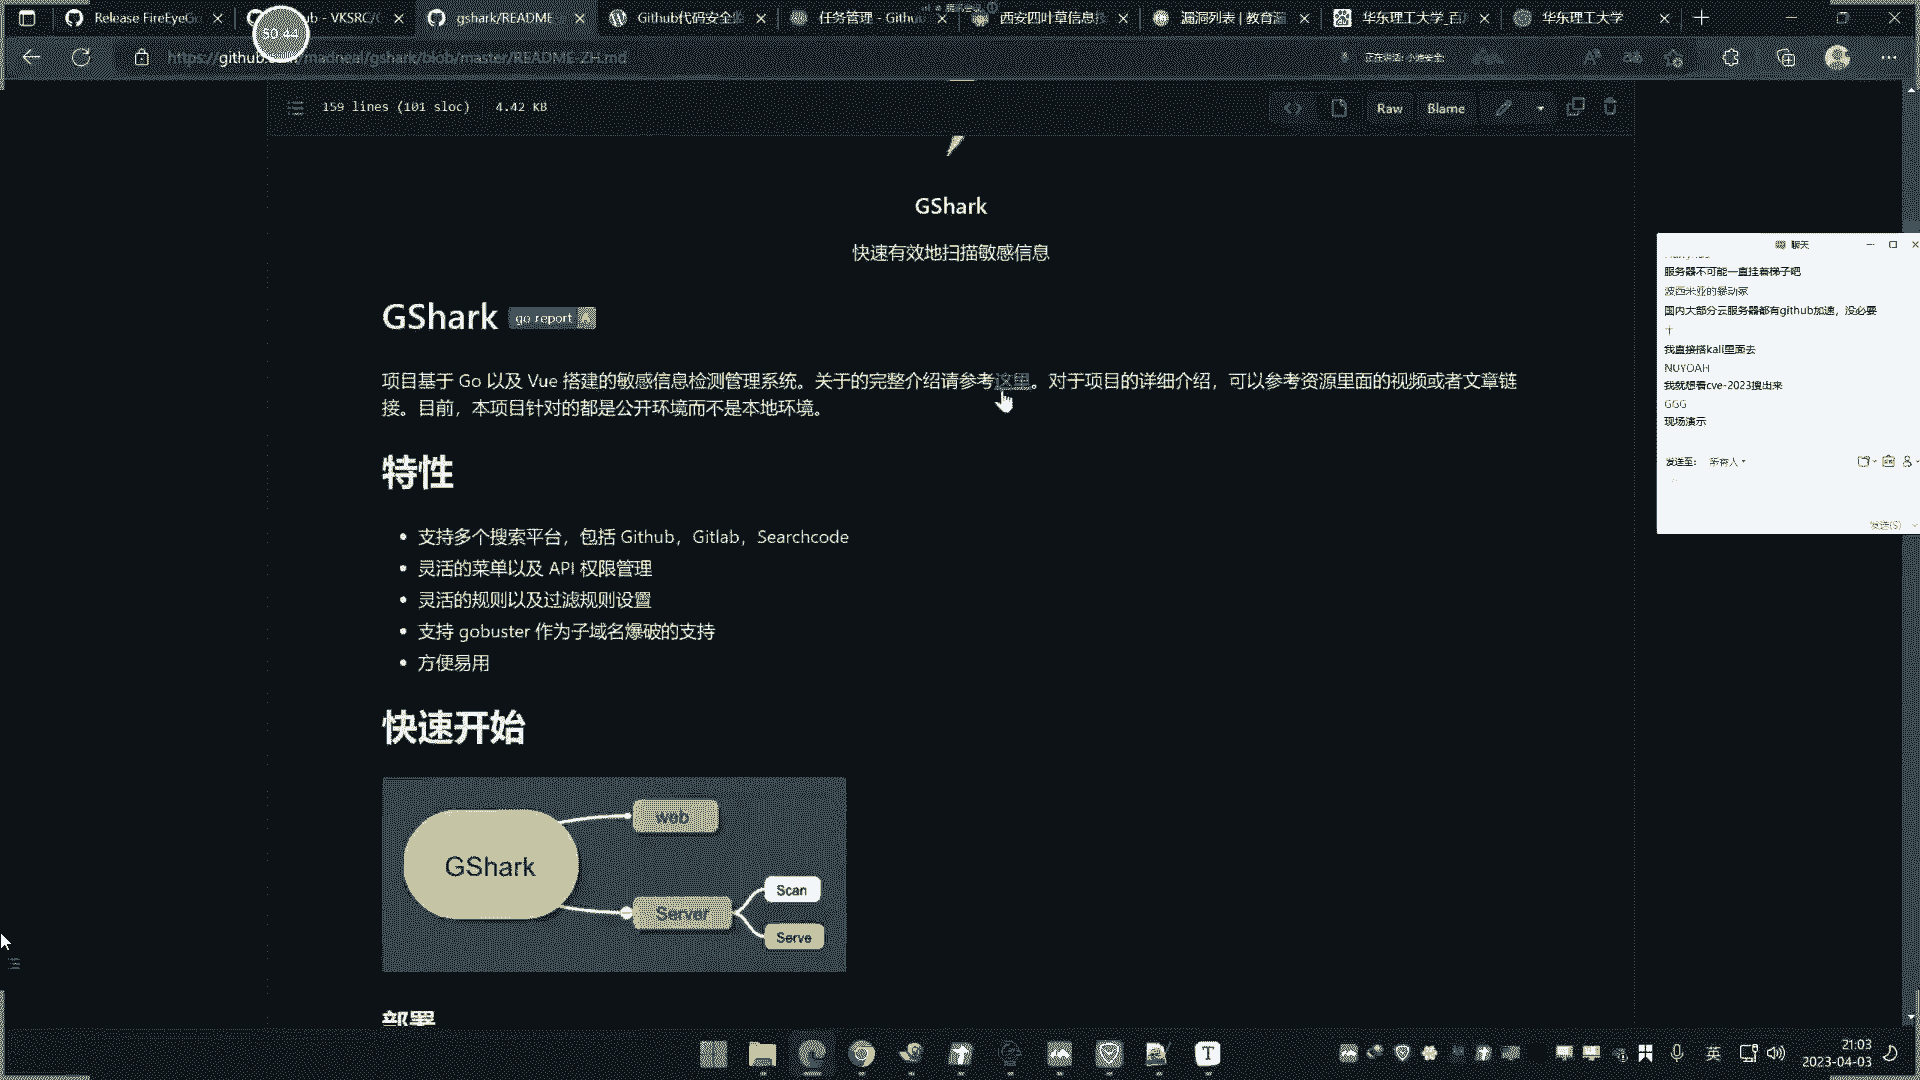 Release FireEyeGo
50:44
ub - VKSRC/G
gshark/README
Github代码安全监
任务管理 - Githu
西安四叶草信息技
漏洞列表 | 教育漏
华东理工大学_百
华东理工大学
https://github.com/madneal/gshark/blob/master/README-ZH.md
正在讲话: 小迪安全;
159 lines (101 sloc) 4.42 KB
Raw Blame
GShark
快速有效地扫描敏感信息
GShark go report
项目基于 Go 以及 Vue 搭建的敏感信息检测管理系统。关于的完整介绍请参考这里。对于项目的详细介绍，可以参考资源里面的视频或者文章链
接。目前，本项目针对的都是公开环境而不是本地环境。
特性
支持多个搜索平台，包括 Github，Gitlab，Searchcode
灵活的菜单以及 API 权限管理
灵活的规则以及过滤规则设置
支持 gobuster 作为子域名爆破的支持
方便易用
快速开始
GShark
web
Server
Scan
Serve
部署
聊天
服务器不可能一直挂着梯子吧
波西米亚的暴动冢
国内大部分云服务器都有github加速，没必要
十
我直接搭kali里面去
NUYOAH
我就想看cve-2023搜出来
GGG
现场演示
发送至: 所有人
发送(S)
T
英
21:03
2023-04-03